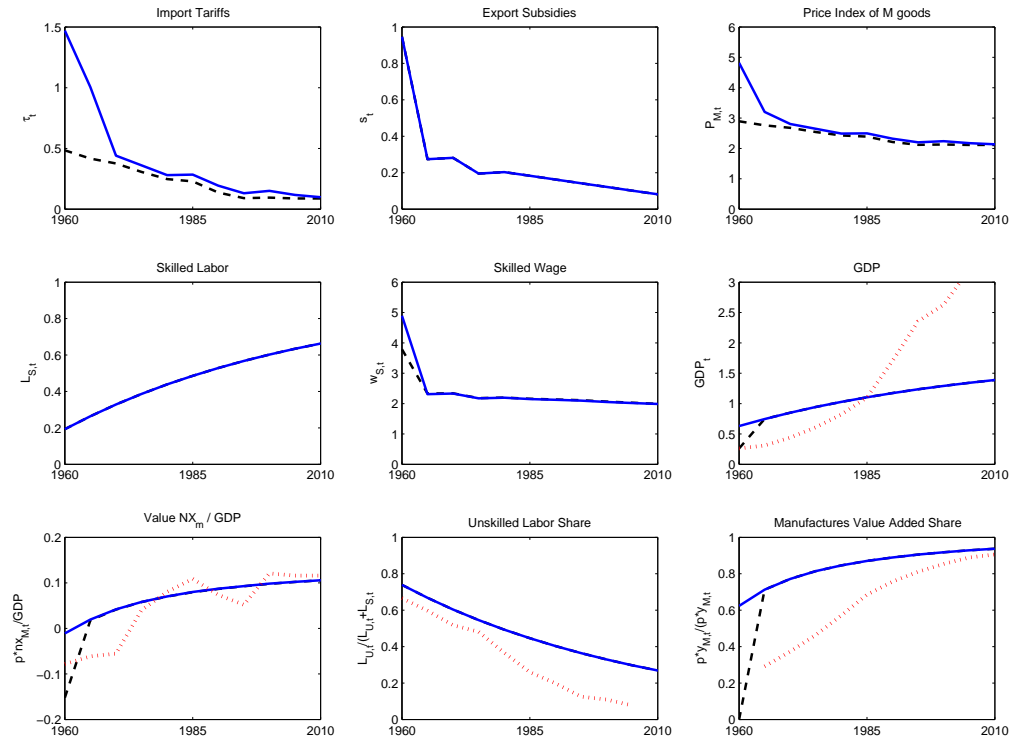 Import Tariffs
1.5
1
0.5
0
τt
1960 1985 2010
Export Subsidies
1
0.8
0.6
0.4
0.2
0
st
1960 1985 2010
Price Index of M goods
6
5
4
3
2
1
0
PM,t
1960 1985 2010
Skilled Labor
1
0.8
0.6
0.4
0.2
0
LS,t
1960 1985 2010
Skilled Wage
6
5
4
3
2
1
0
wS,t
1960 1985 2010
GDP
3
2.5
2
1.5
1
0.5
0
GDPt
1960 1985 2010
Value NXm / GDP
0.2
0.1
0
−0.1
−0.2
p*nxM,t/GDP
1960 1985 2010
Unskilled Labor Share
1
0.8
0.6
0.4
0.2
0
LU,t/(LU,t+LS,t)
1960 1985 2010
Manufactures Value Added Share
1
0.8
0.6
0.4
0.2
0
p*yM,t/(p*yM,t)
1960 1985 2010